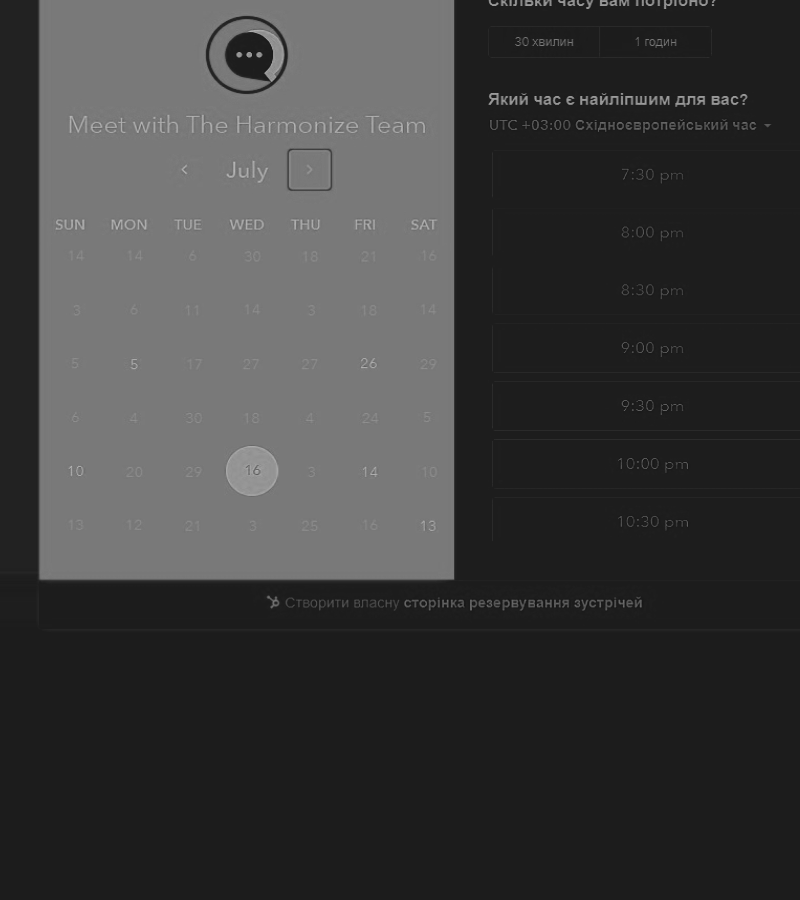 Скільки часу вам потрібно?
30 хвилин 1 годин
Який час є найліпшим для вас?
UTC +03:00 Східноєвропейський час
Meet with The Harmonize Team
July
SUN MON TUE WED THU FRI SAT
14 14 6 30 18 21 16
3 6 11 14 3 18 14
5 5 17 27 27 26 29
6 4 30 18 4 24 5
10 20 29 16 3 14 10
13 12 21 3 25 16 13
7:30 pm
8:00 pm
8:30 pm
9:00 pm
9:30 pm
10:00 pm
10:30 pm
Створити власну сторінка резервування зустрічей